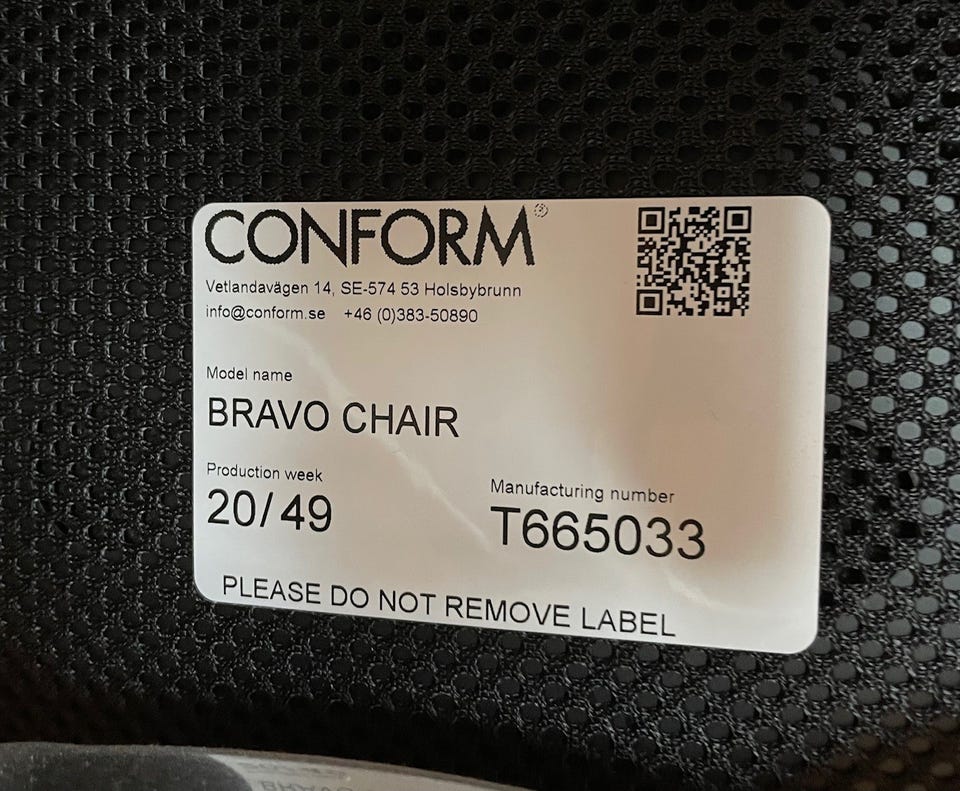 CONFORM®
Vetlandavägen 14, SE-574 53 Holsbybrunn
info@conform.se +46 (0)383-50890
Model name
BRAVO CHAIR
Production week
20/49
Manufacturing number
T665033
PLEASE DO NOT REMOVE LABEL
BRAVO